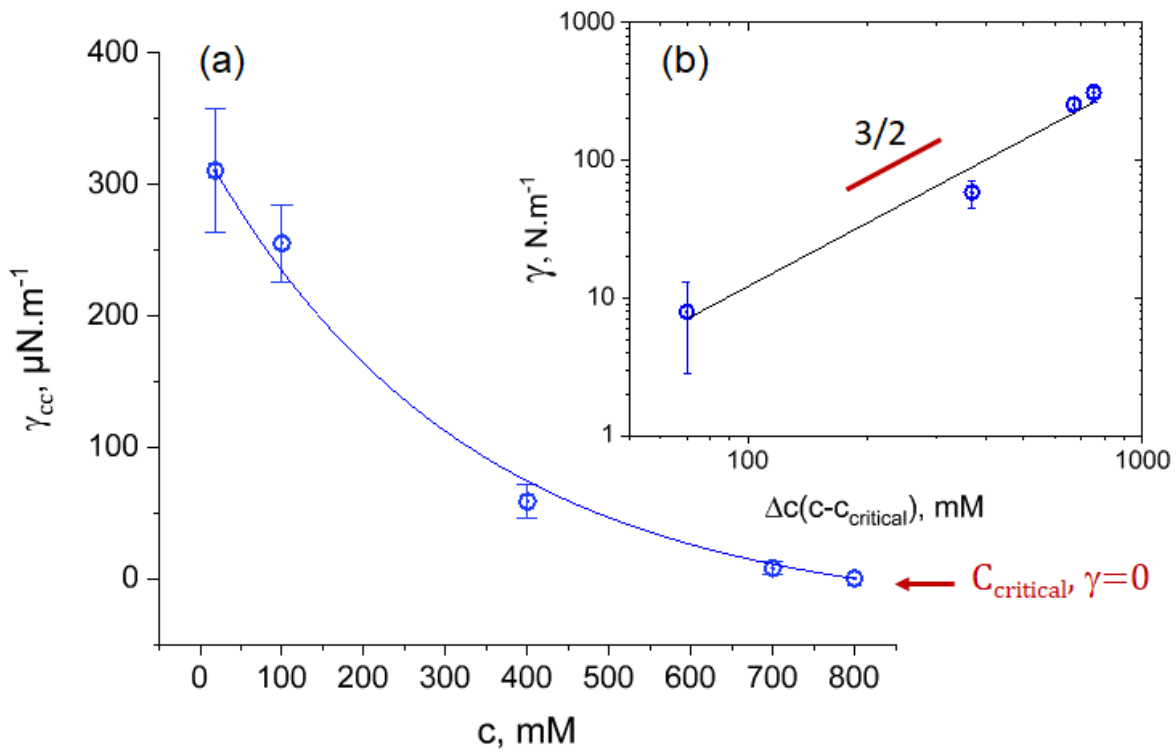 (a)
400
300
200
100
0
γcc, μN.m⁻¹
0 100 200 300 400 500 600 700 800
c, mM
(b)
1000
100
10
1
γ, N.m⁻¹
3/2
100 1000
Δc(c-ccritical), mM
Ccritical, γ=0